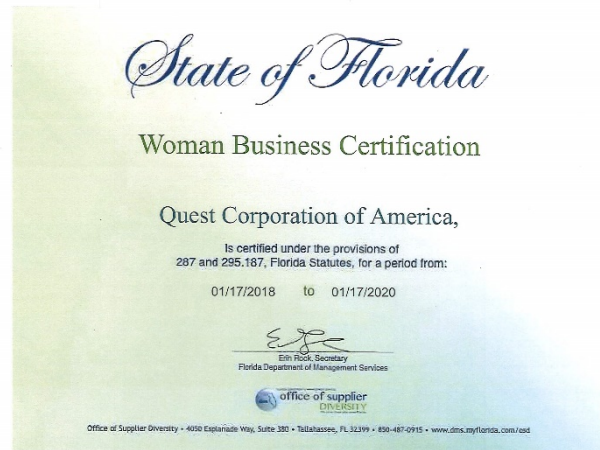 State of Florida
Woman Business Certification
Quest Corporation of America,
Is certified under the provisions of
287 and 295.187, Florida Statutes, for a period from:
01/17/2018 to 01/17/2020
Erin Rock, Secretary
Florida Department of Management Services
office of supplier
DIVERSITY
Office of Supplier Diversity • 4050 Esplanade Way, Suite 380 • Tallahassee, FL 32399 • 850-487-0915 • www.dms.myflorida.com/osd